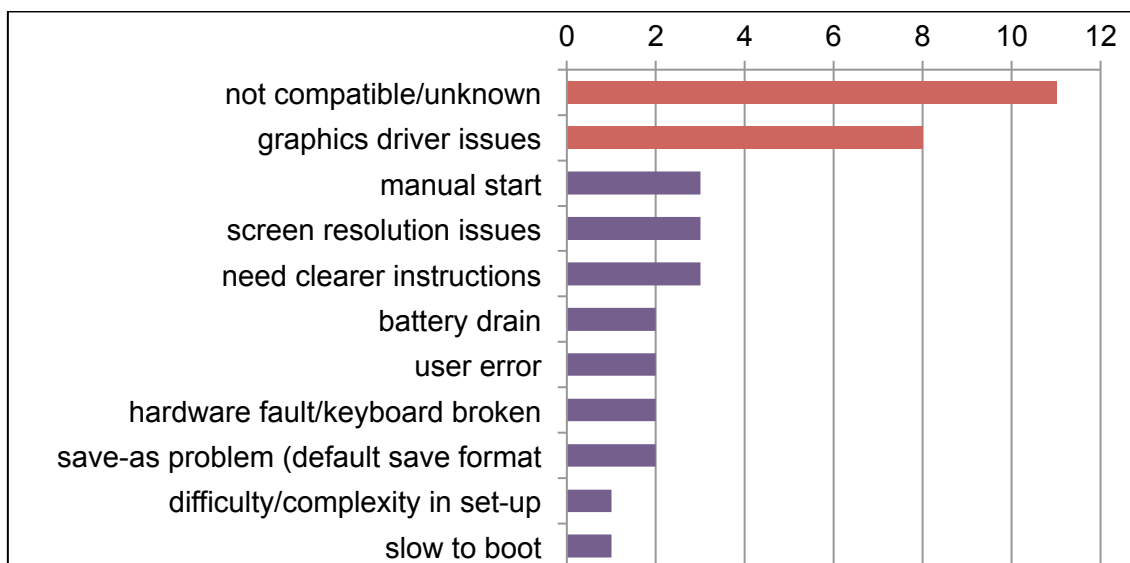 0 2 4 6 8 10 12
not compatible/unknown
graphics driver issues
manual start
screen resolution issues
need clearer instructions
battery drain
user error
hardware fault/keyboard broken
save-as problem (default save format
difficulty/complexity in set-up
slow to boot